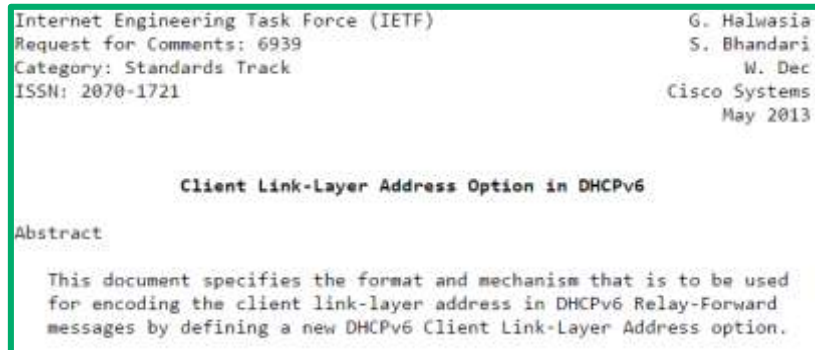 Internet Engineering Task Force (IETF) G. Halwasia
Request for Comments: 6939 S. Bhandari
Category: Standards Track W. Dec
ISSN: 2070-1721 Cisco Systems
May 2013
Client Link-Layer Address Option in DHCPv6
Abstract
This document specifies the format and mechanism that is to be used
for encoding the client link-layer address in DHCPv6 Relay-Forward
messages by defining a new DHCPv6 Client Link-Layer Address option.